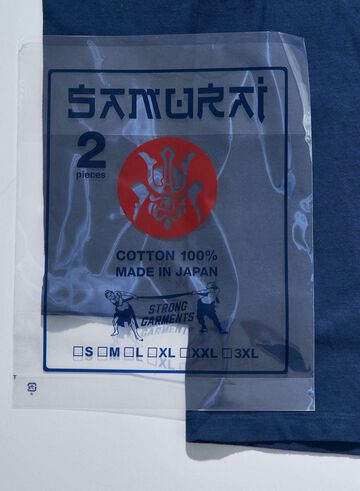 SAMURAI
2
pieces
COTTON 100%
MADE IN JAPAN
STRONG
GARMENTS
S M L XL XXL 3XL